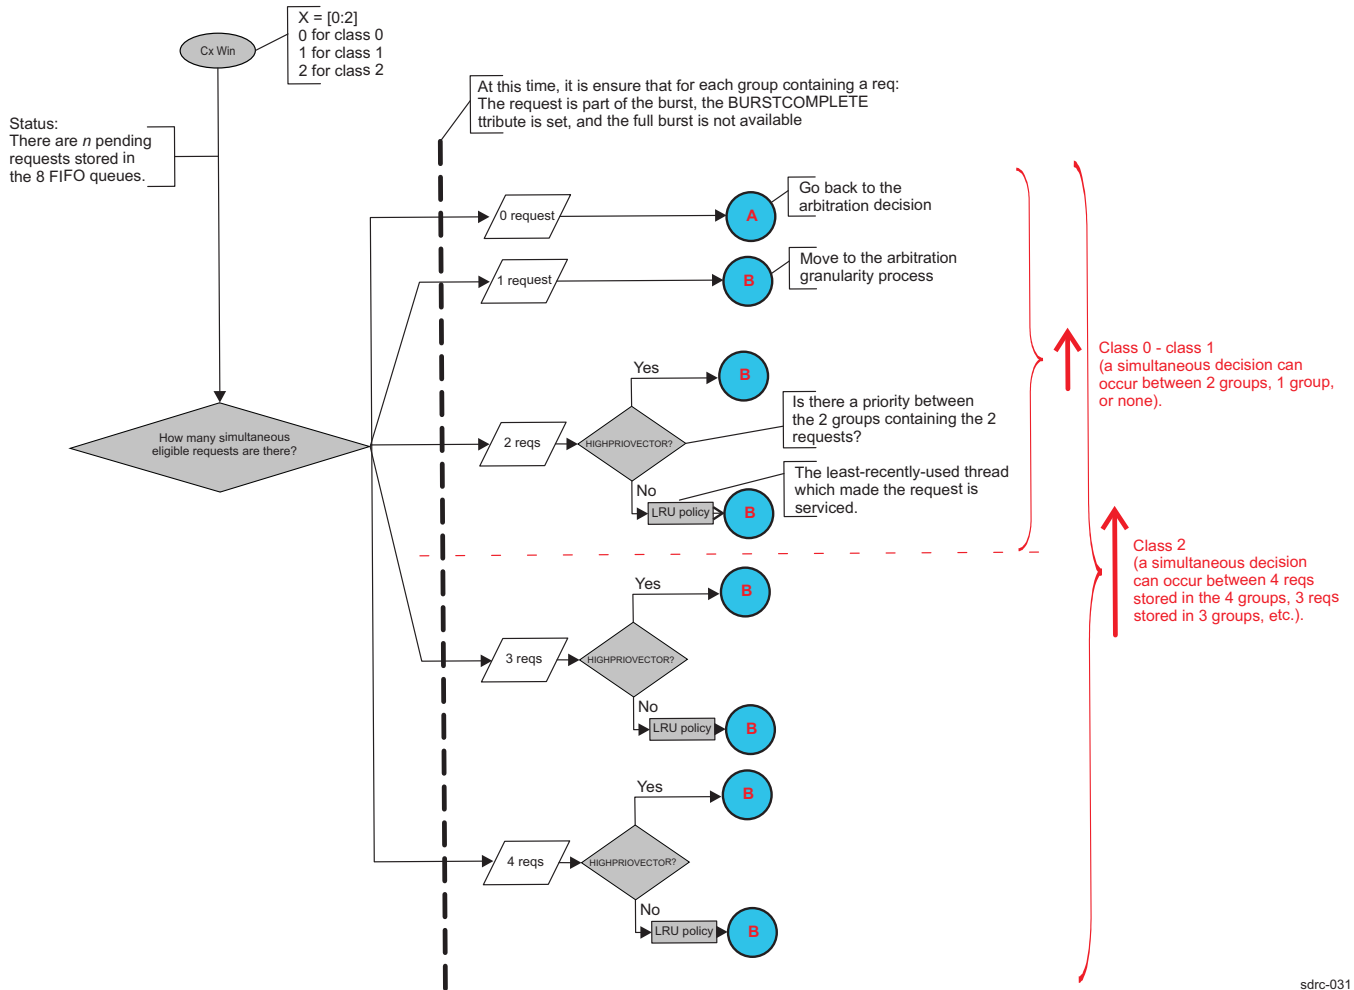 X = [0:2]
0 for class 0
1 for class 1
2 for class 2
Cx Win
At this time, it is ensure that for each group containing a req:
The request is part of the burst, the BURSTCOMPLETE
ttribute is set, and the full burst is not available
Status:
There are n pending
requests stored in
the 8 FIFO queues.
0 request
A
Go back to the
arbitration decision
1 request
B
Move to the arbitration
granularity process
Yes
B
Class 0 - class 1
(a simultaneous decision can
occur between 2 groups, 1 group,
or none).
How many simultaneous
eligible requests are there?
2 reqs
HIGHPRIOVECTOR?
Is there a priority between
the 2 groups containing the 2
requests?
No
LRU policy
B
The least-recently-used thread
which made the request is
serviced.
Class 2
(a simultaneous decision
can occur between 4 reqs
stored in the 4 groups, 3 reqs
stored in 3 groups, etc.).
Yes
B
3 reqs
HIGHPRIOVECTOR?
No
LRU policy
B
Yes
B
4 reqs
HIGHPRIOVECTOR?
No
LRU policy
B
sdrc-031